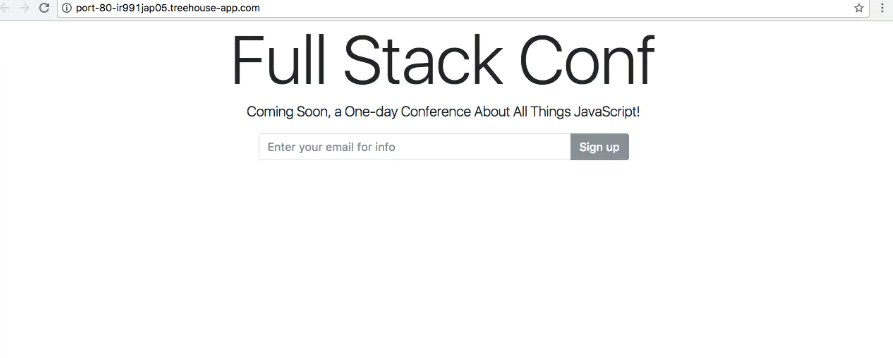 port-80-ir991jap05.treehouse-app.com
Full Stack Conf
Coming Soon, a One-day Conference About All Things JavaScript!
Enter your email for info
Sign up